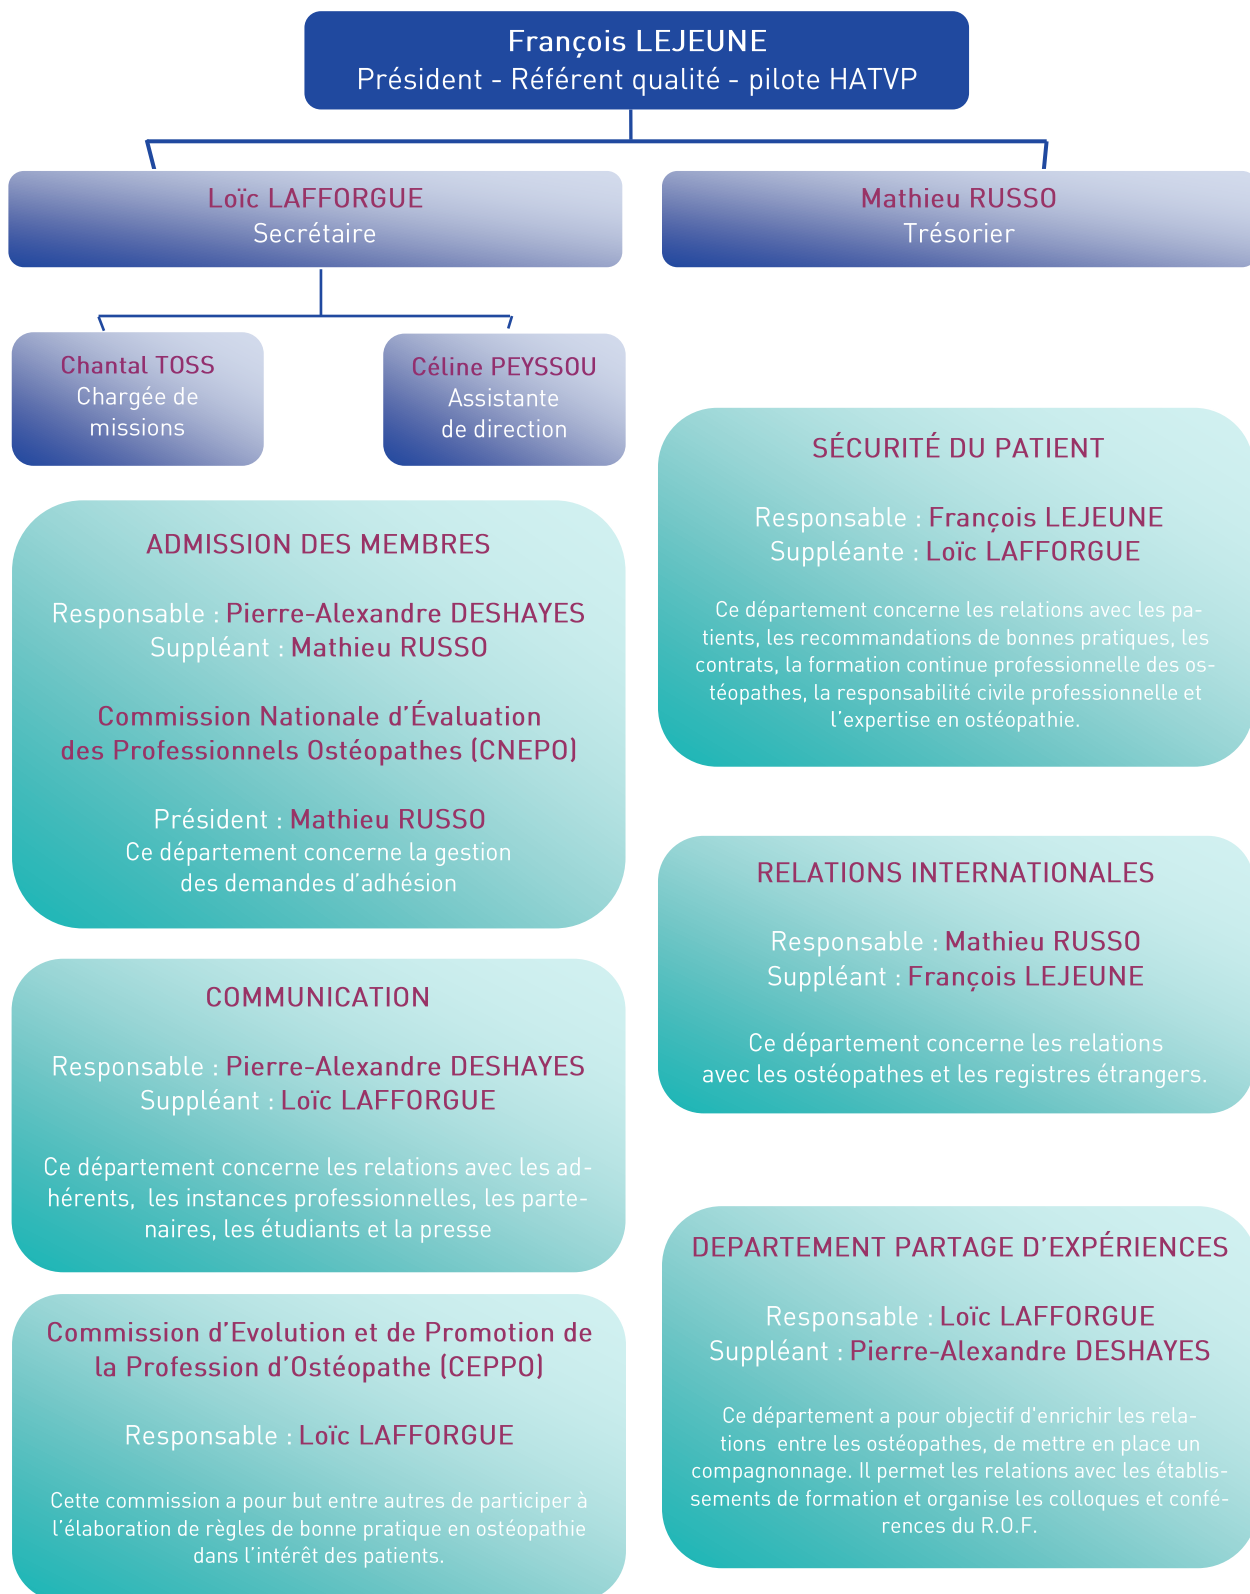 François LEJEUNE
Président - Référent qualité - pilote HATVP
Loïc LAFFORGUE
Secrétaire
Mathieu RUSSO
Trésorier
Chantal TOSS
Chargée de
missions
Céline PEYSSOU
Assistante
de direction
ADMISSION DES MEMBRES
Responsable : Pierre-Alexandre DESHAYES
Suppléant : Mathieu RUSSO
Commission Nationale d’Évaluation
des Professionnels Ostéopathes (CNEPO)
Président : Mathieu RUSSO
Ce département concerne la gestion
des demandes d’adhésion
COMMUNICATION
Responsable : Pierre-Alexandre DESHAYES
Suppléant : Loïc LAFFORGUE
Ce département concerne les relations avec les ad-
hérents,  les instances professionnelles, les parte-
naires, les étudiants et la presse
Commission d’Evolution et de Promotion de
la Profession d’Ostéopathe (CEPPO)
Responsable : Loïc LAFFORGUE
Cette commission a pour but entre autres de participer à
l’élaboration de règles de bonne pratique en ostéopathie
dans l’intérêt des patients.
SÉCURITÉ DU PATIENT
Responsable : François LEJEUNE
Suppléante : Loïc LAFFORGUE
Ce département concerne les relations avec les pa-
tients, les recommandations de bonnes pratiques, les
contrats, la formation continue professionnelle des os-
téopathes, la responsabilité civile professionnelle et
l’expertise en ostéopathie.
RELATIONS INTERNATIONALES
Responsable : Mathieu RUSSO
Suppléant : François LEJEUNE
Ce département concerne les relations
avec les ostéopathes et les registres étrangers.
DEPARTEMENT PARTAGE D’EXPÉRIENCES
Responsable : Loïc LAFFORGUE
Suppléant : Pierre-Alexandre DESHAYES
Ce département a pour objectif d'enrichir les rela-
tions  entre les ostéopathes, de mettre en place un
compagnonnage. Il permet les relations avec les établis-
sements de formation et organise les colloques et confé-
rences du R.O.F.